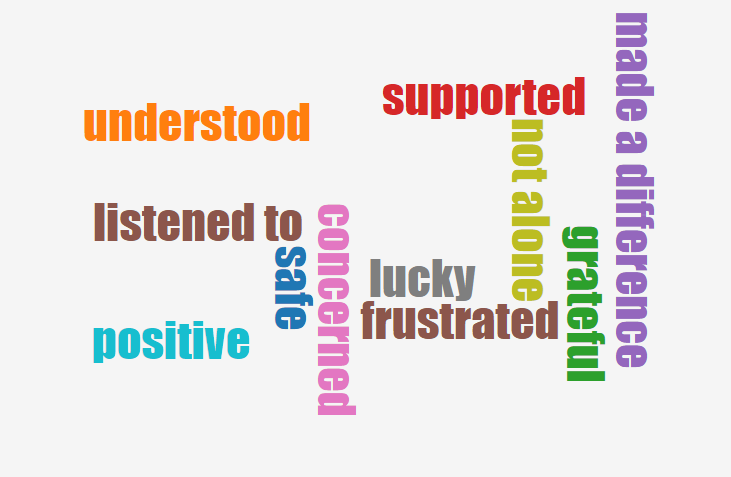 made a difference
supported
understood
not alone
listened to
concerned
grateful
safe
lucky
frustrated
positive